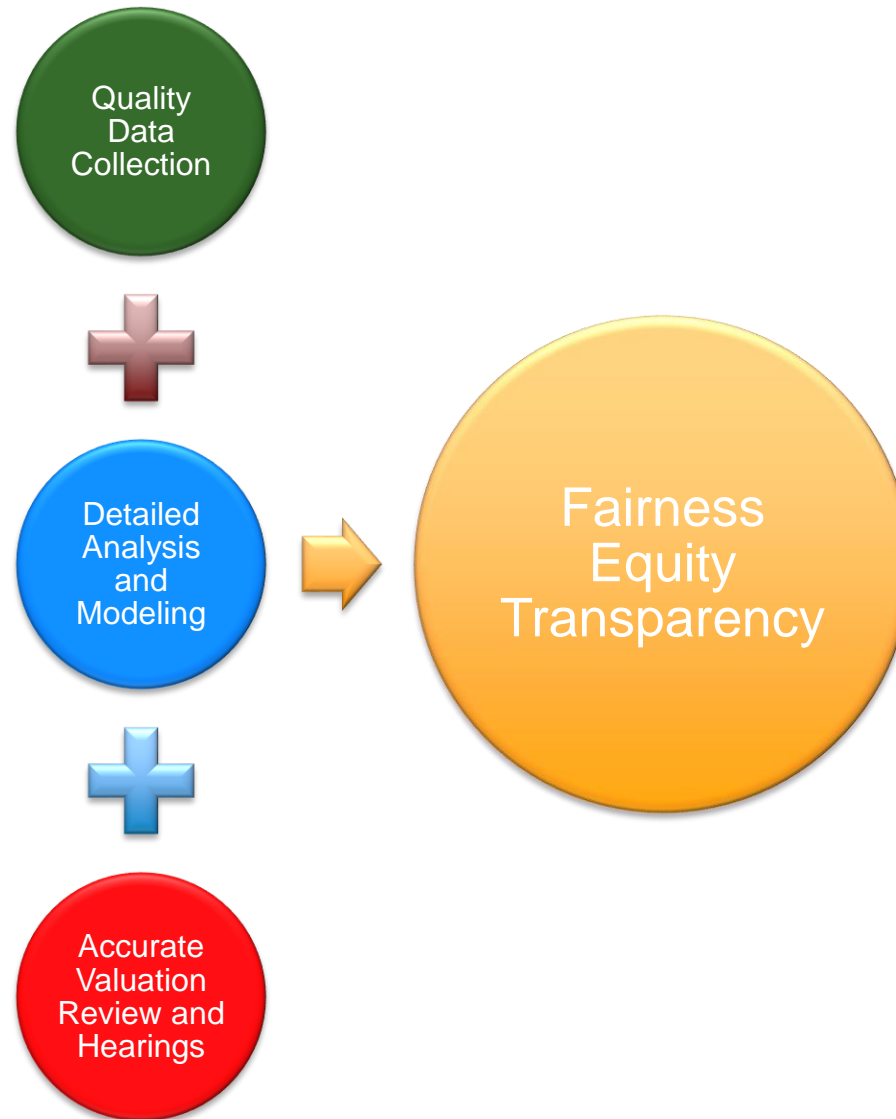 Quality
Data
Collection
Detailed
Analysis
and
Modeling
Accurate
Valuation
Review and
Hearings
Fairness
Equity
Transparency